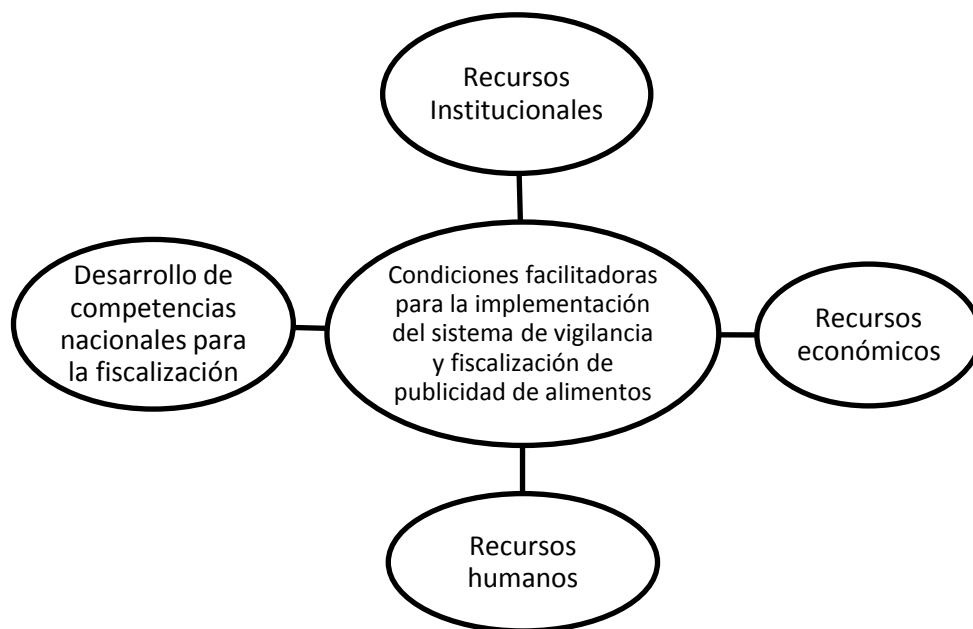 Recursos
Institucionales
Desarrollo de
competencias
nacionales para
la fiscalización
Condiciones facilitadoras
para la implementación
del sistema de vigilancia
y fiscalización de
publicidad de alimentos
Recursos
económicos
Recursos
humanos